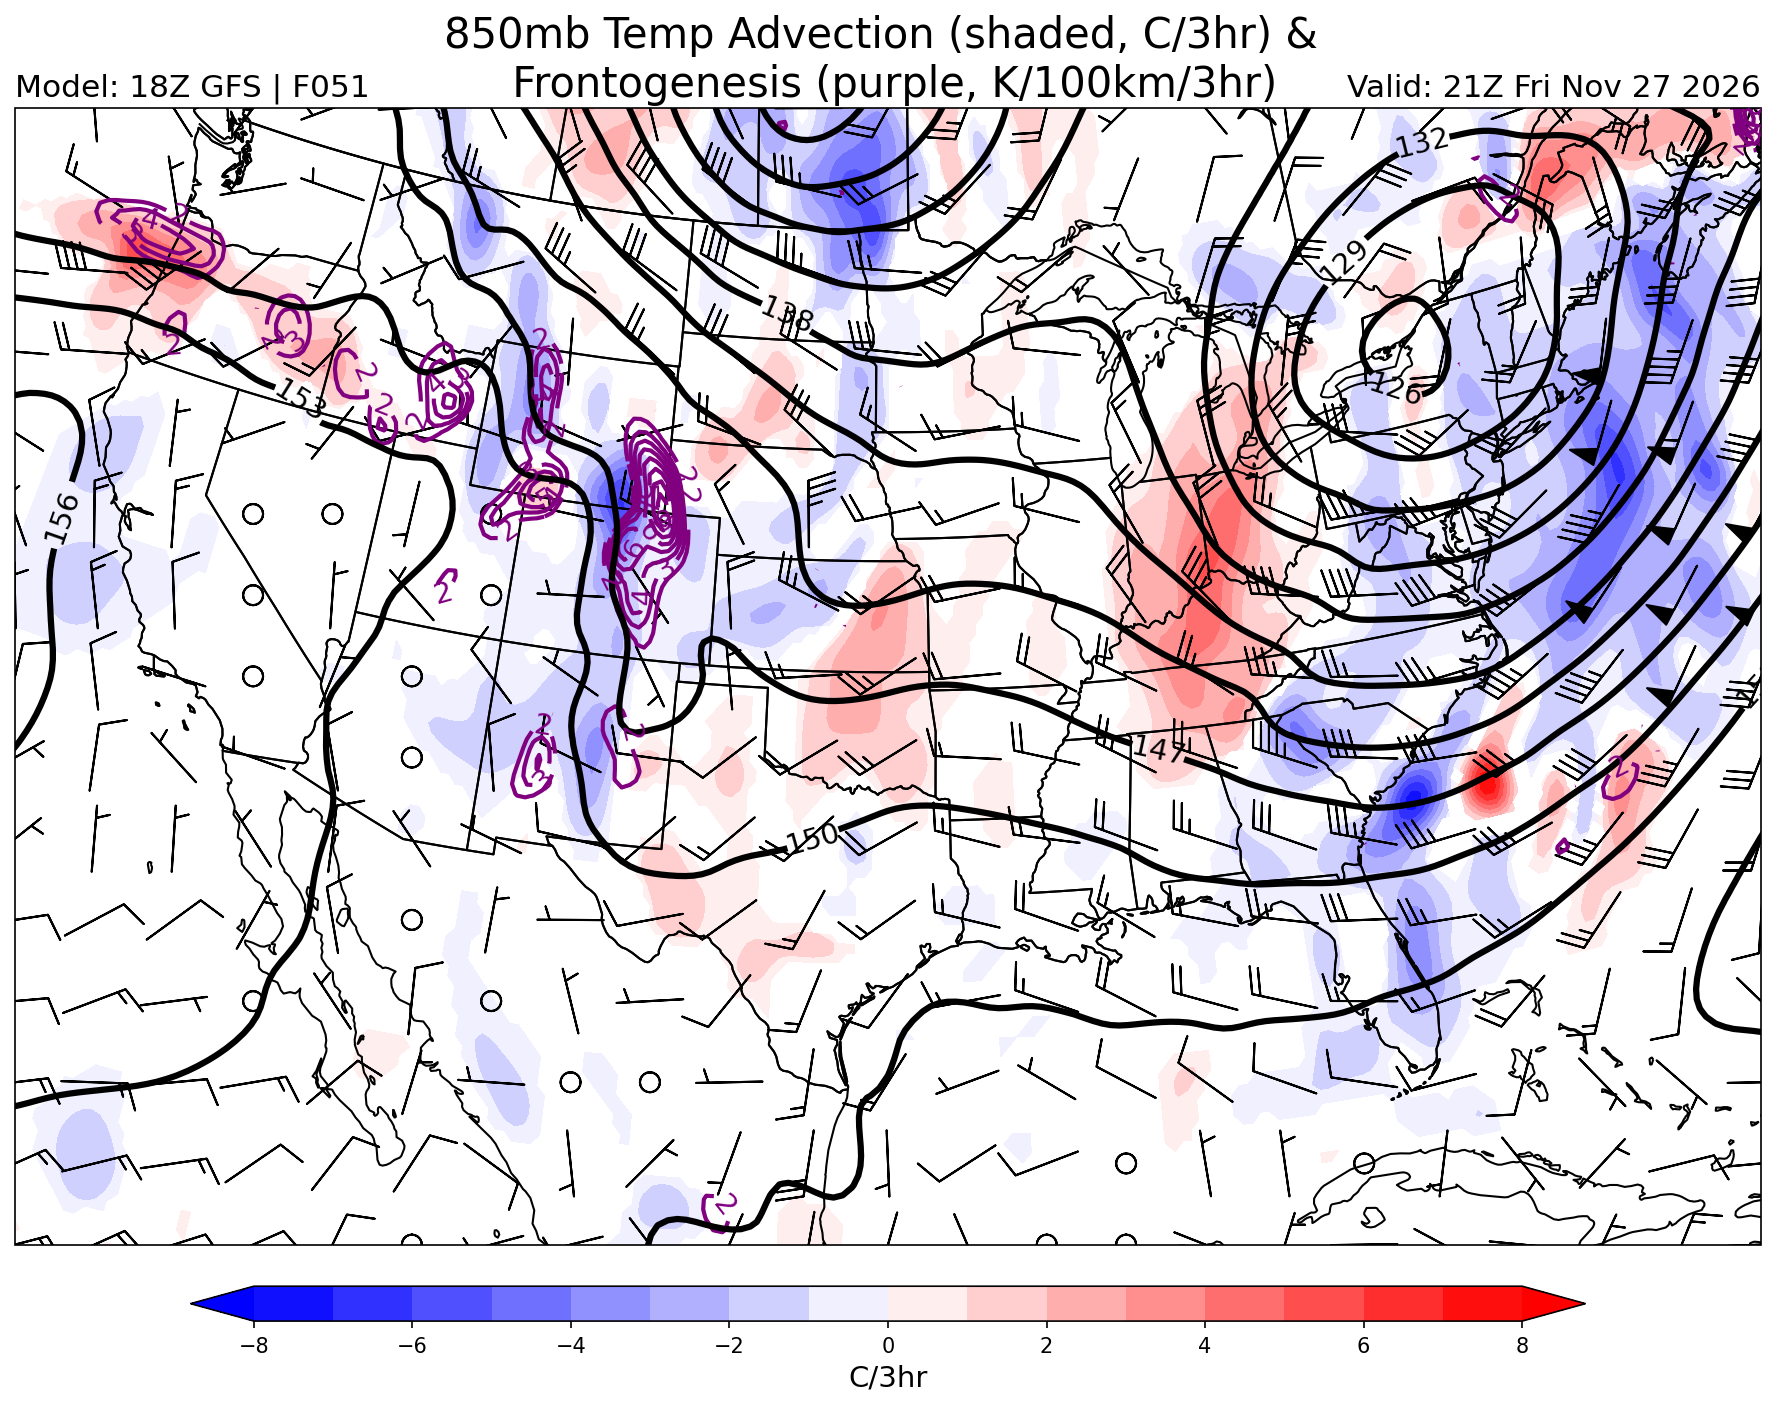 850mb Temp Advection (shaded, C/3hr) &
Frontogenesis (purple, K/100km/3hr)
Model: 18Z GFS | F051
Valid: 21Z Fri Nov 27 2026
132
129
126
138
153
156
147
150
−8 −6 −4 −2 0 2 4 6 8
C/3hr